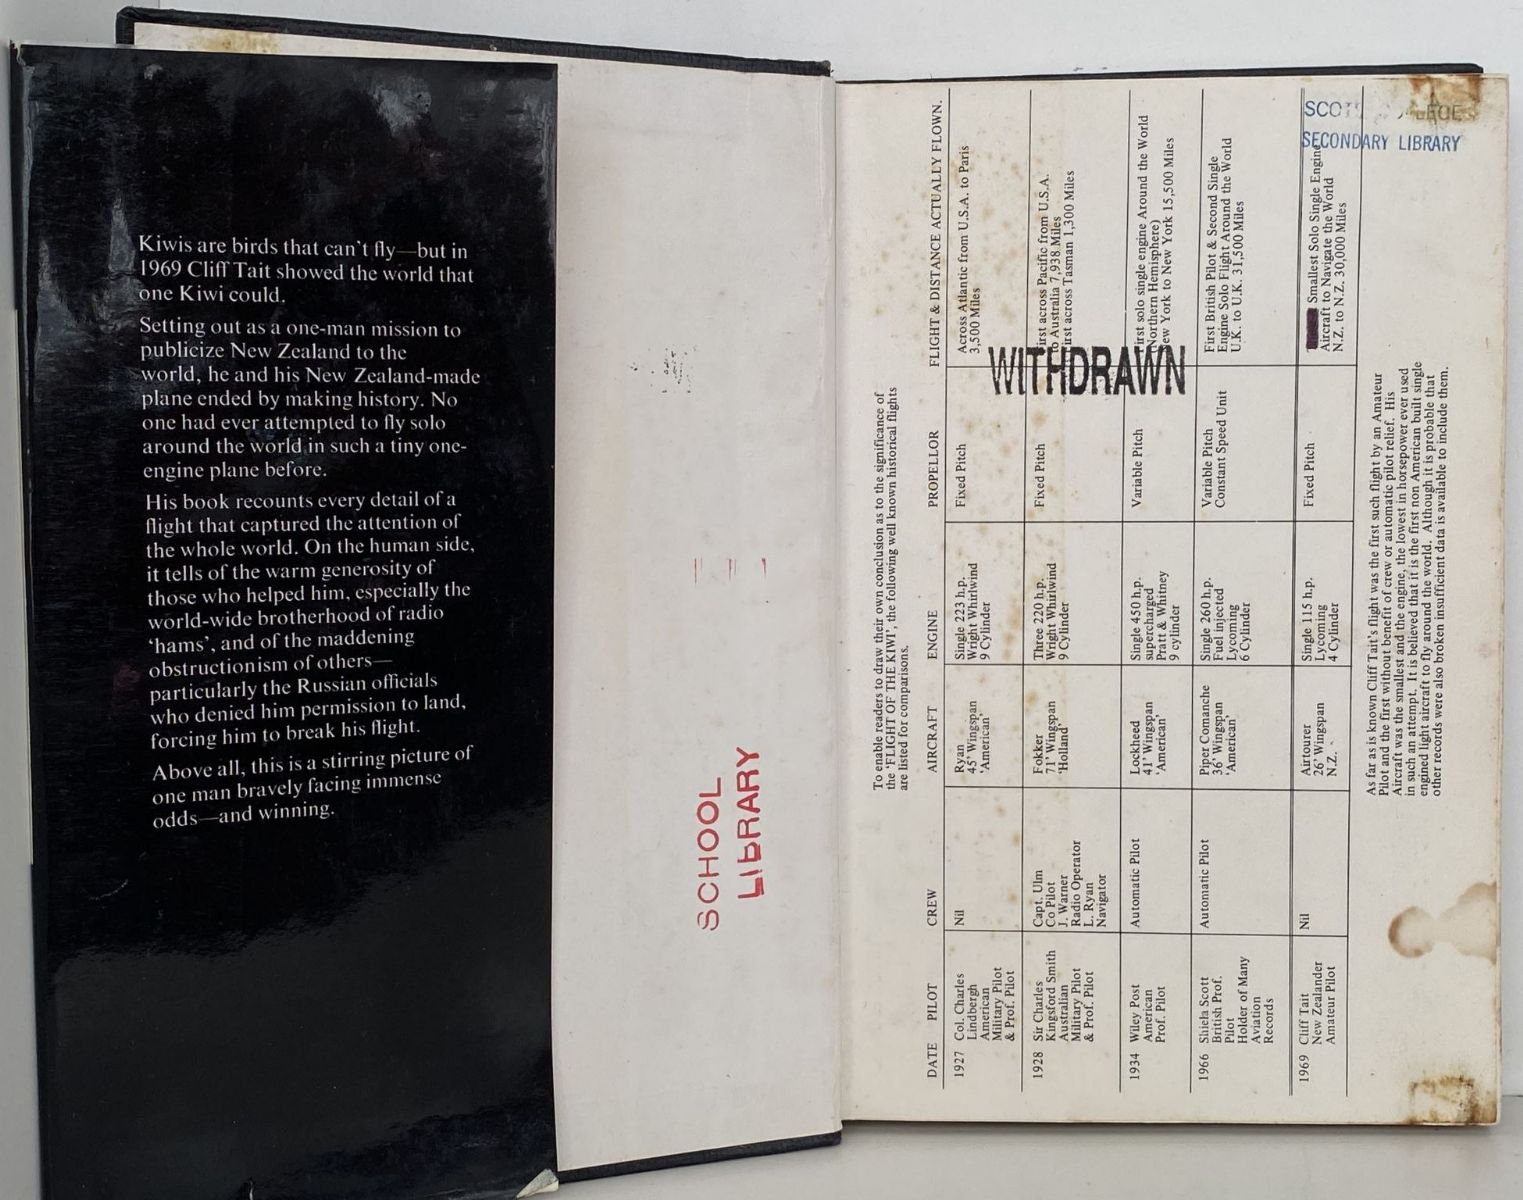 Kiwis are birds that can't fly—but in
1969 Cliff Tait showed the world that
one Kiwi could.
Setting out as a one-man mission to
publicize New Zealand to the
world, he and his New Zealand-made
plane ended by making history. No
one had ever attempted to fly solo
around the world in such a tiny one-
engine plane before.
His book recounts every detail of a
flight that captured the attention of
the whole world. On the human side,
it tells of the warm generosity of
those who helped him, especially the
world-wide brotherhood of radio
'hams', and of the maddening
obstructionism of others—
particularly the Russian officials
who denied him permission to land,
forcing him to break his flight.
Above all, this is a stirring picture of
one man bravely facing immense
odds—and winning.
SCHOOL
LIBRARY
SECONDARY LIBRARY
WITHDRAWN
To enable readers to draw their own conclusion as to the significance of
the 'FLIGHT OF THE KIWI', the following well known historical flights
are listed for comparisons.
DATE PILOT CREW AIRCRAFT ENGINE PROPELLOR FLIGHT & DISTANCE ACTUALLY FLOWN.
1927 Col. Charles
Lindbergh
American
Military Pilot
& Prof. Pilot
Nil
Ryan
45' Wingspan
'American'
Single 223 h.p.
Wright Whirlwind
9 Cylinder
Fixed Pitch
Across Atlantic from U.S.A. to Paris
3,500 Miles
1928 Sir Charles
Kingsford Smith
Australian
Military Pilot
& Prof. Pilot
Capt. Ulm
Co Pilot
J. Warner
Radio Operator
L. Ryan
Navigator
Fokker
71' Wingspan
'Holland'
Three 220 h.p.
Wright Whirlwind
9 Cylinder
Fixed Pitch
First across Pacific from U.S.A.
to Australia 7,938 Miles
First across Tasman 1,300 Miles
1934 Wiley Post
American
Prof. Pilot
Automatic Pilot
Lockheed
41' Wingspan
'American'
Single 450 h.p.
supercharged
Pratt & Whitney
9 cylinder
Variable Pitch
First solo single engine Around the World
(Northern Hemisphere)
New York to New York 15,500 Miles
1966 Shiela Scott
British Prof.
Pilot
Holder of Many
Aviation
Records
Automatic Pilot
Piper Comanche
36' Wingspan
'American'
Single 260 h.p.
Fuel injected
Lycoming
6 Cylinder
Variable Pitch
Constant Speed Unit
First British Pilot & Second Single
Engine Solo Flight Around the World
U.K. to U.K. 31,500 Miles
1969 Cliff Tait
New Zealander
Amateur Pilot
Nil
Airtourer
26' Wingspan
N.Z.
Single 115 h.p.
Lycoming
4 Cylinder
Fixed Pitch
Smallest Solo Single Engine
Aircraft to Navigate the World
N.Z. to N.Z. 30,000 Miles
As far as is known Cliff Tait's flight was the first such flight by an Amateur
Pilot and the first without benefit of crew or automatic pilot relief. His
Aircraft was the smallest and the engine, the lowest in horsepower ever used
in such an attempt. It is believed that it is the first non American built single
engined light aircraft to fly around the world. Although it is probable that
other records were also broken insufficient data is available to include them.